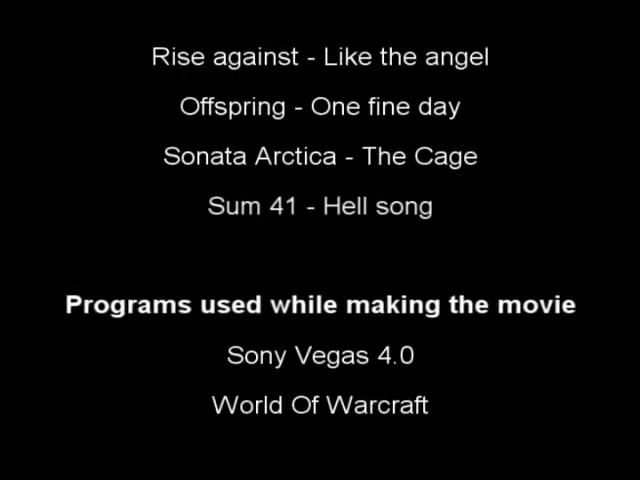 Rise against - Like the angel
Offspring - One fine day
Sonata Arctica - The Cage
Sum 41 - Hell song
Programs used while making the movie
Sony Vegas 4.0
World Of Warcraft